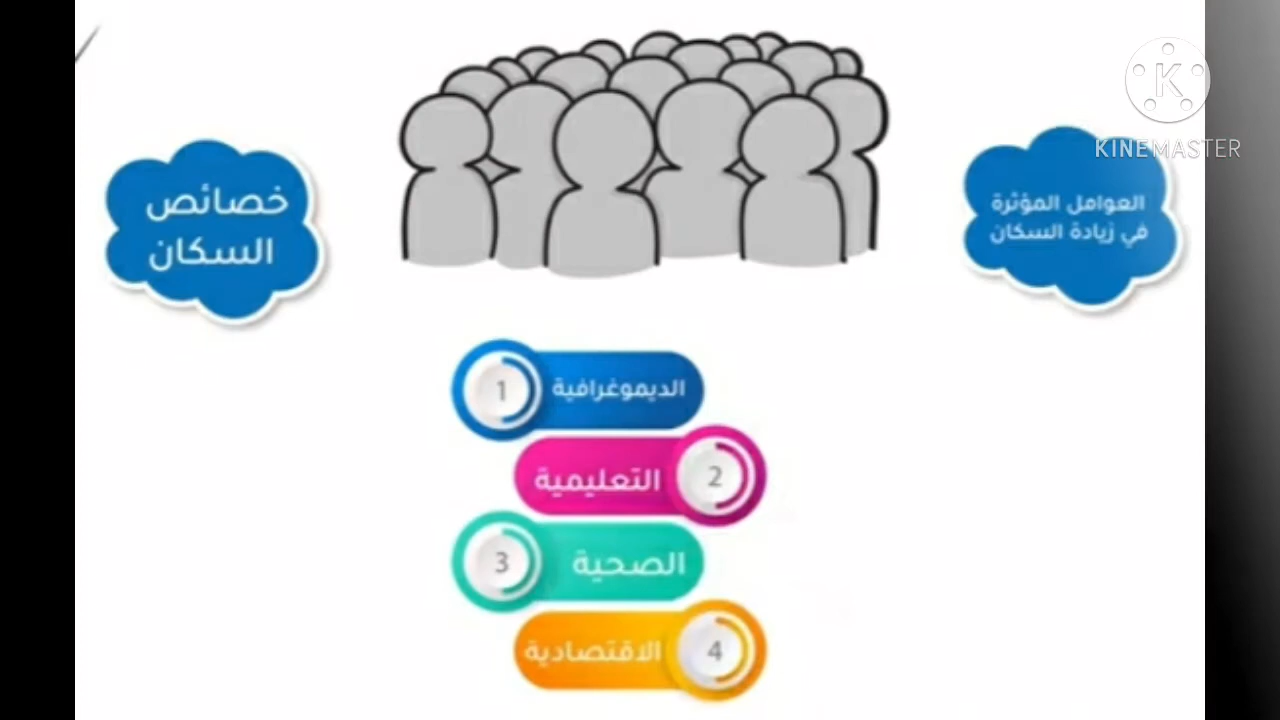 K
KINEMASTER
العوامل المؤثرة
في زيادة السكان
خصائص
السكان
1 الديموغرافية
2 التعليمية
3 الصحية
4 الاقتصادية